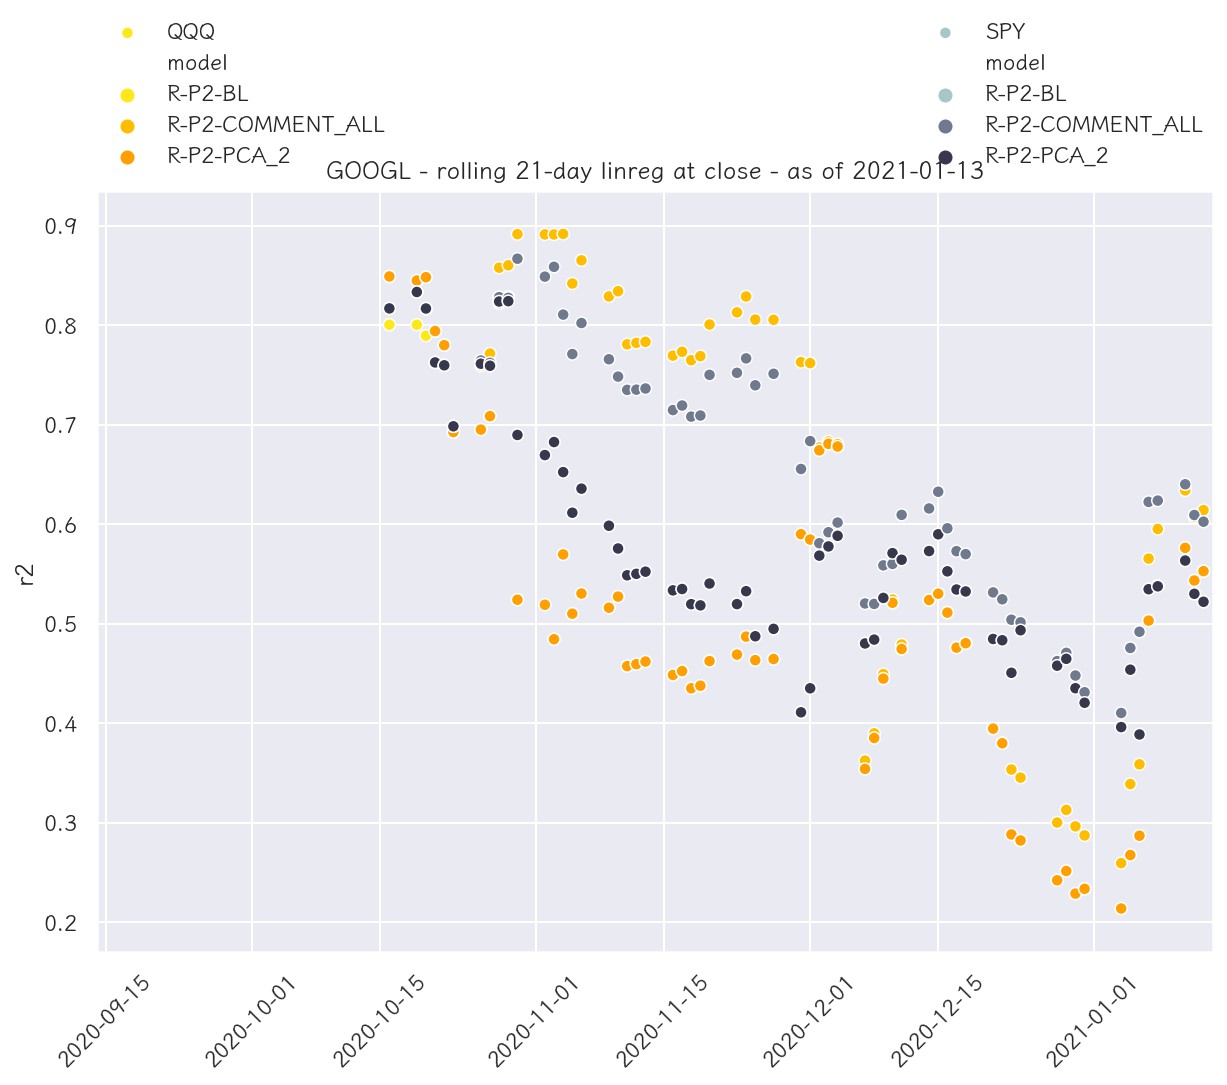 QQQ
model
R-P2-BL
R-P2-COMMENT_ALL
R-P2-PCA_2
SPY
model
R-P2-BL
R-P2-COMMENT_ALL
R-P2-PCA_2
GOOGL - rolling 21-day linreg at close - as of 2021-01-13
r2
0.9
0.8
0.7
0.6
0.5
0.4
0.3
0.2
2020-09-15
2020-10-01
2020-10-15
2020-11-01
2020-11-15
2020-12-01
2020-12-15
2021-01-01